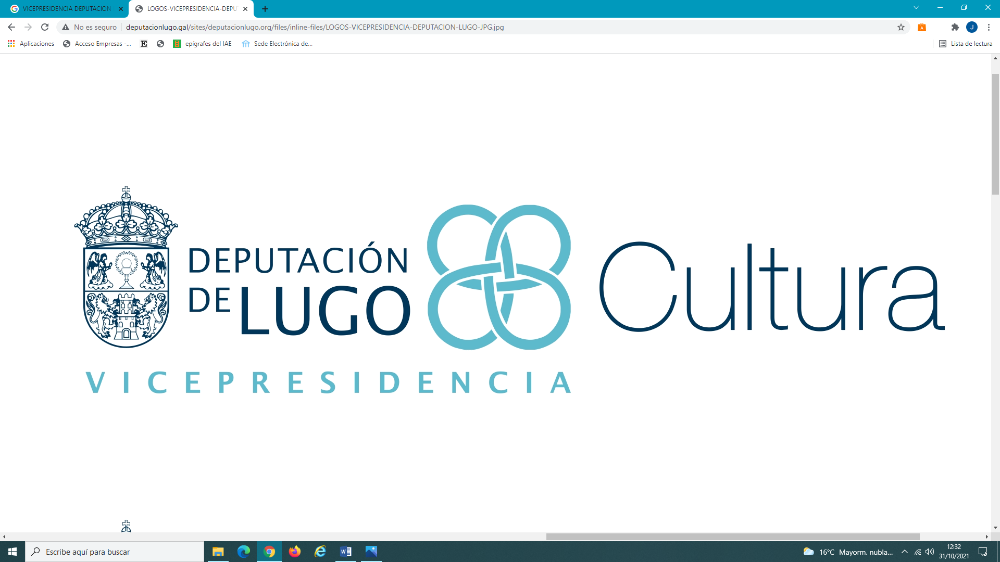 VICEPRESIDENCIA DEPUTACION
LOGOS-VICEPRESIDENCIA-DEPU
No es seguro
deputacionlugo.gal/sites/deputacionlugo.org/files/inline-files/LOGOS-VICEPRESIDENCIA-DEPUTACION-LUGO-JPG.jpg
J
Aplicaciones
Acceso Empresas -...
E
epígrafes del IAE
Sede Electrónica de...
Lista de lectura
DEPUTACIÓN
DE LUGO
Cultura
VICEPRESIDENCIA
Escribe aquí para buscar
16°C Mayorm. nubla...
12:32
31/10/2021